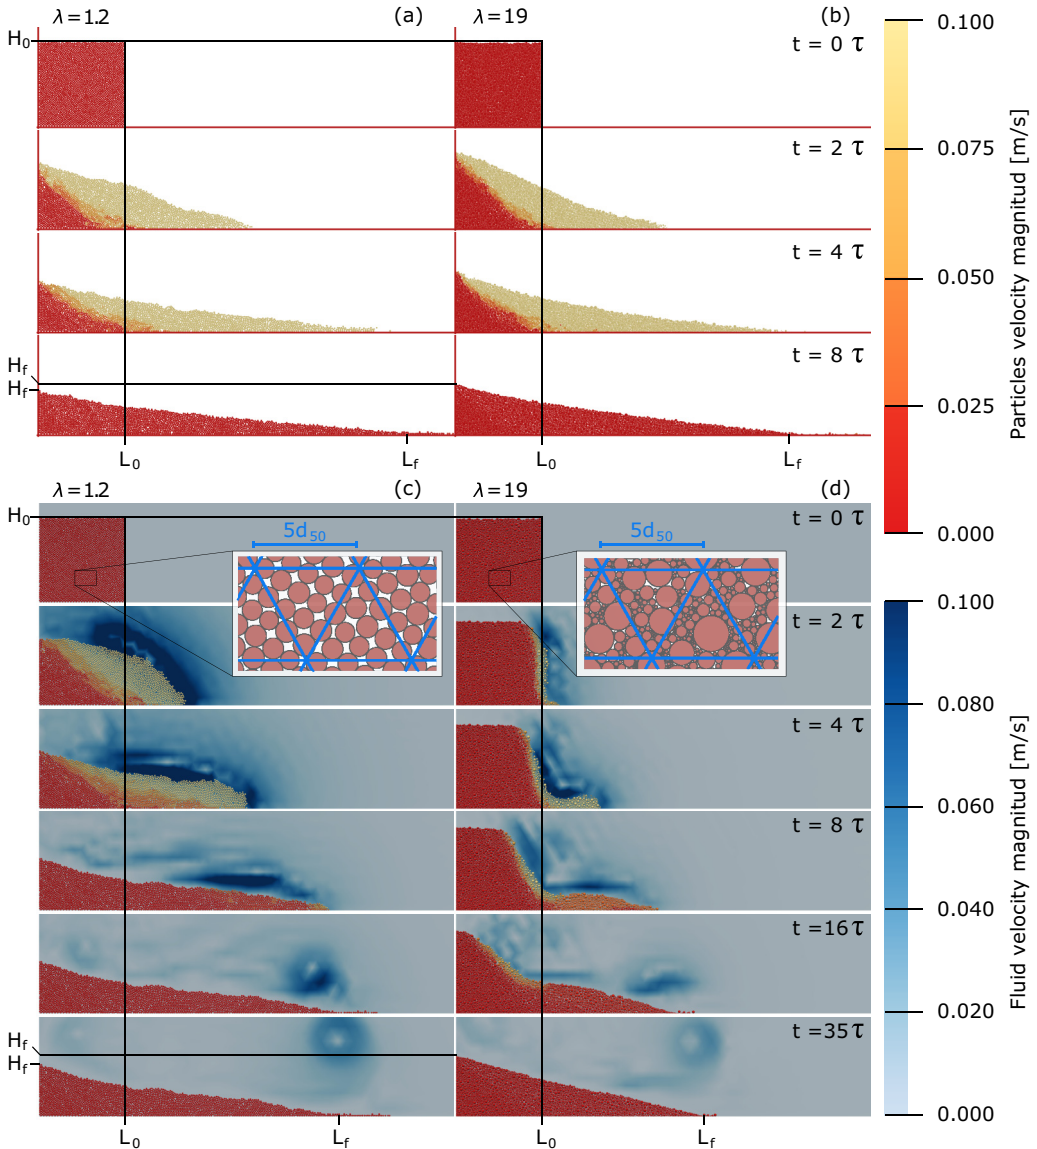 λ=1.2 (a) λ=19 (b)
H₀
t = 0 τ
t = 2 τ
t = 4 τ
t = 8 τ
H_f
H_f
L₀ L_f L₀ L_f
0.100
0.075
0.050
0.025
0.000
Particles velocity magnitud [m/s]
λ=1.2 (c) λ=19 (d)
H₀
t = 0 τ
5d₅₀ 5d₅₀
t = 2 τ
t = 4 τ
t = 8 τ
t =16τ
t =35τ
H_f
H_f
L₀ L_f L₀ L_f
0.100
0.080
0.060
0.040
0.020
0.000
Fluid velocity magnitud [m/s]